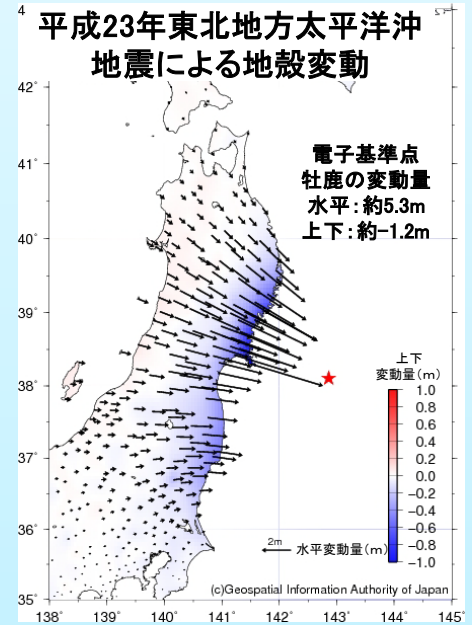 平成23年東北地方太平洋沖
地震による地殻変動
4
42°
41°
40°
39°
38°
37°
36°
35°
電子基準点
牡鹿の変動量
水平：約5.3m
上下：約−1.2m
上下
変動量(m)
1.0
0.8
0.6
0.4
0.2
0.0
−0.2
−0.4
−0.6
−0.8
−1.0
2m
水平変動量(m)
(c)Geospatial Information Authority of Japan
138° 139° 140° 141° 142° 143° 144° 145°